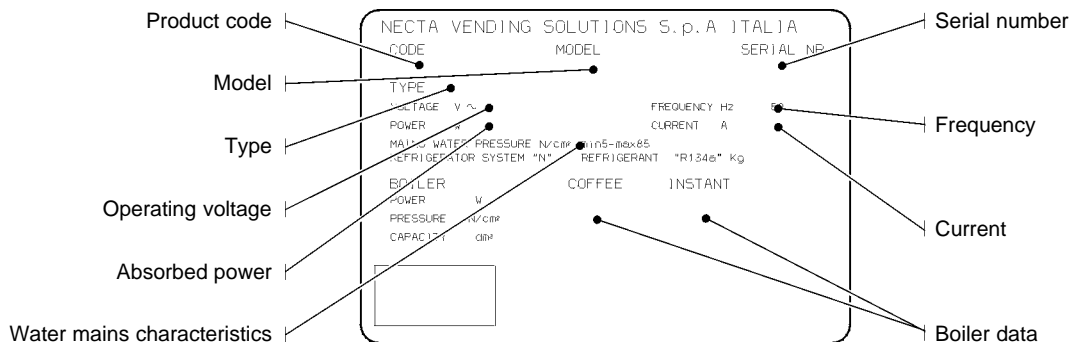 Product code
Model
Type
Operating voltage
Absorbed power
Water mains characteristics
NECTA VENDING SOLUTIONS S.p.A ITALIA
CODE MODEL SERIAL NR
TYPE
VOLTAGE V ~ FREQUENCY Hz 50
POWER W CURRENT A
MAINS WATER PRESSURE N/cm² min5-max85
REFRIGERATOR SYSTEM "N" REFRIGERANT "R134a" Kg
BOILER COFFEE INSTANT
POWER W
PRESSURE N/cm²
CAPACITY
Serial number
Frequency
Current
Boiler data